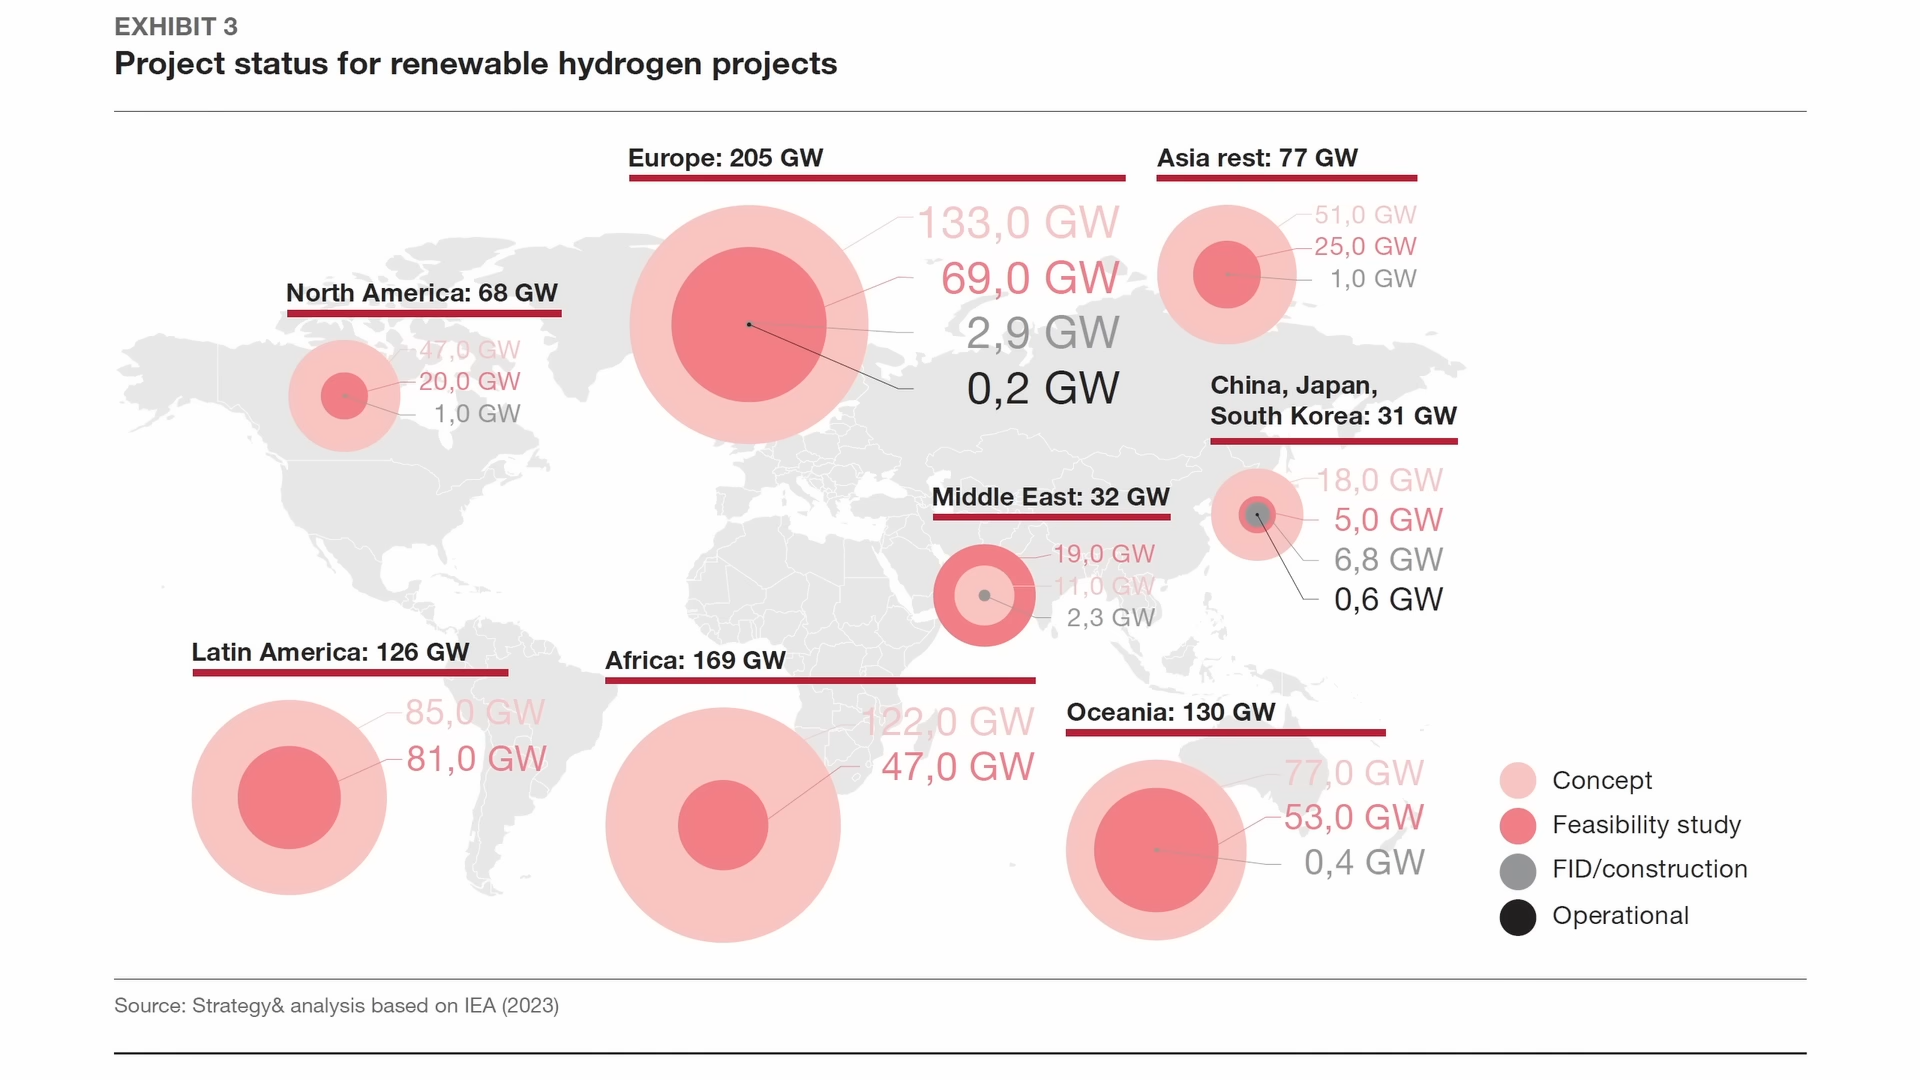 EXHIBIT 3
Project status for renewable hydrogen projects
Europe: 205 GW
133,0 GW
69,0 GW
2,9 GW
0,2 GW
Asia rest: 77 GW
51,0 GW
25,0 GW
1,0 GW
North America: 68 GW
47,0 GW
20,0 GW
1,0 GW
China, Japan,
South Korea: 31 GW
18,0 GW
5,0 GW
6,8 GW
0,6 GW
Middle East: 32 GW
19,0 GW
11,0 GW
2,3 GW
Latin America: 126 GW
85,0 GW
81,0 GW
Africa: 169 GW
122,0 GW
47,0 GW
Oceania: 130 GW
77,0 GW
53,0 GW
0,4 GW
Concept
Feasibility study
FID/construction
Operational
Source: Strategy& analysis based on IEA (2023)